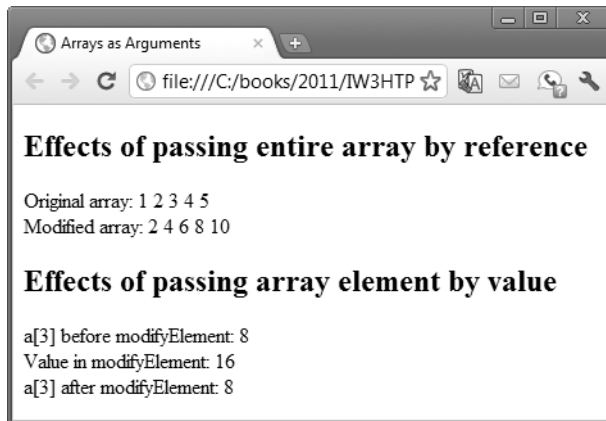 Arrays as Arguments
file:///C:/books/2011/IW3HTP
Effects of passing entire array by reference
Original array: 1 2 3 4 5
Modified array: 2 4 6 8 10
Effects of passing array element by value
a[3] before modifyElement: 8
Value in modifyElement: 16
a[3] after modifyElement: 8